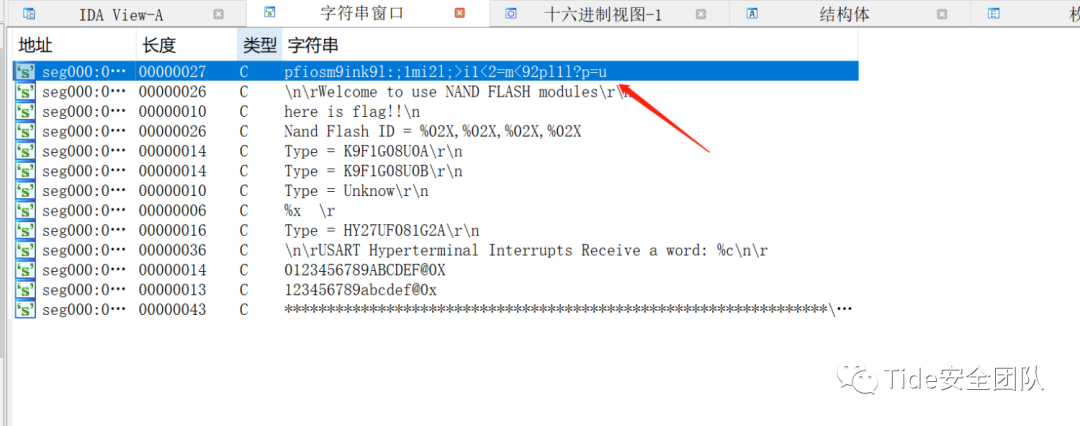 IDA View-A 字符串窗口 十六进制视图-1 结构体
地址 长度 类型 字符串
's' seg000:0… 00000027 C pfiosm9ink9l:;1mi2l;>i1<2=m<92pl1l?p=u
's' seg000:0… 00000026 C \n\rWelcome to use NAND FLASH modules\r\n
's' seg000:0… 00000010 C here is flag!!\n
's' seg000:0… 00000026 C Nand Flash ID = %02X,%02X,%02X,%02X
's' seg000:0… 00000014 C Type = K9F1G08U0A\r\n
's' seg000:0… 00000014 C Type = K9F1G08U0B\r\n
's' seg000:0… 00000010 C Type = Unknow\r\n
's' seg000:0… 00000006 C %x \r
's' seg000:0… 00000016 C Type = HY27UF081G2A\r\n
's' seg000:0… 00000036 C \n\rUSART Hyperterminal Interrupts Receive a word: %c\n\r
's' seg000:0… 00000014 C 0123456789ABCDEF@0X
's' seg000:0… 00000013 C 123456789abcdef@0x
's' seg000:0… 00000043 C ****************************************************************\…
Tide安全团队